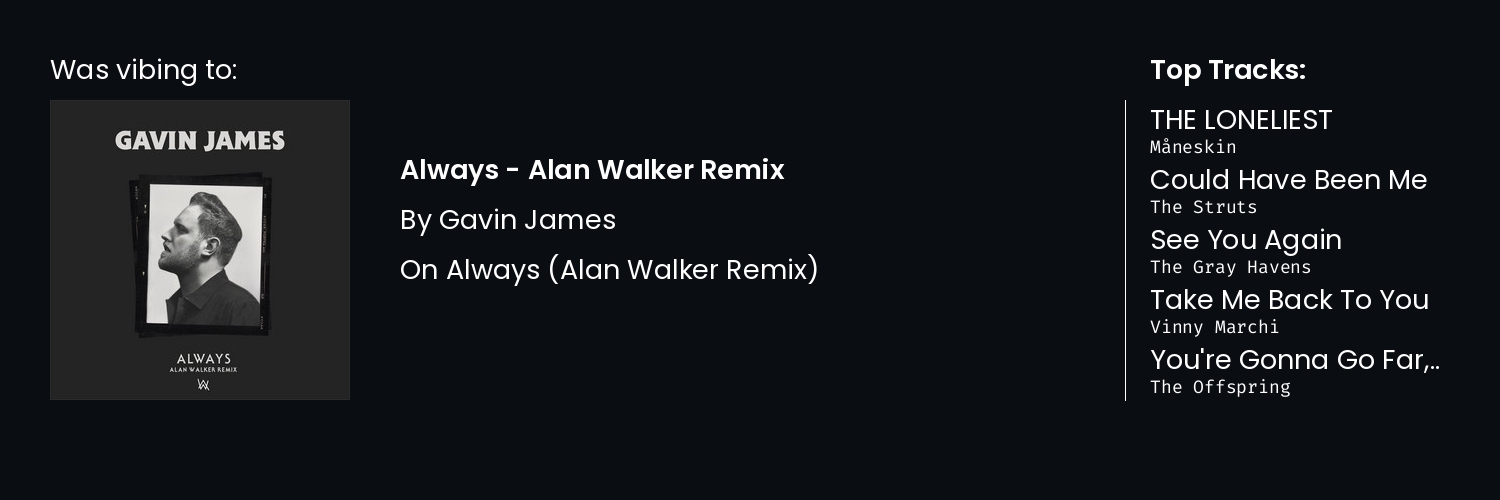 Was vibing to:
GAVIN JAMES
ALWAYS
ALAN WALKER REMIX
Always - Alan Walker Remix
By Gavin James
On Always (Alan Walker Remix)
Top Tracks:
THE LONELIEST
Måneskin
Could Have Been Me
The Struts
See You Again
The Gray Havens
Take Me Back To You
Vinny Marchi
You're Gonna Go Far,..
The Offspring